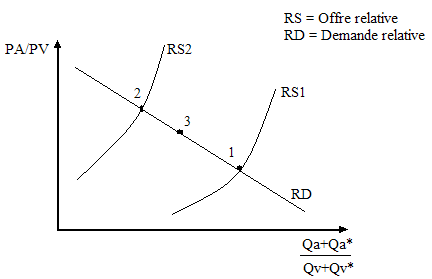 RS = Offre relative
RD = Demande relative
PA/PV
RS2
RS1
2
3
1
RD
Qa+Qa*
Qv+Qv*